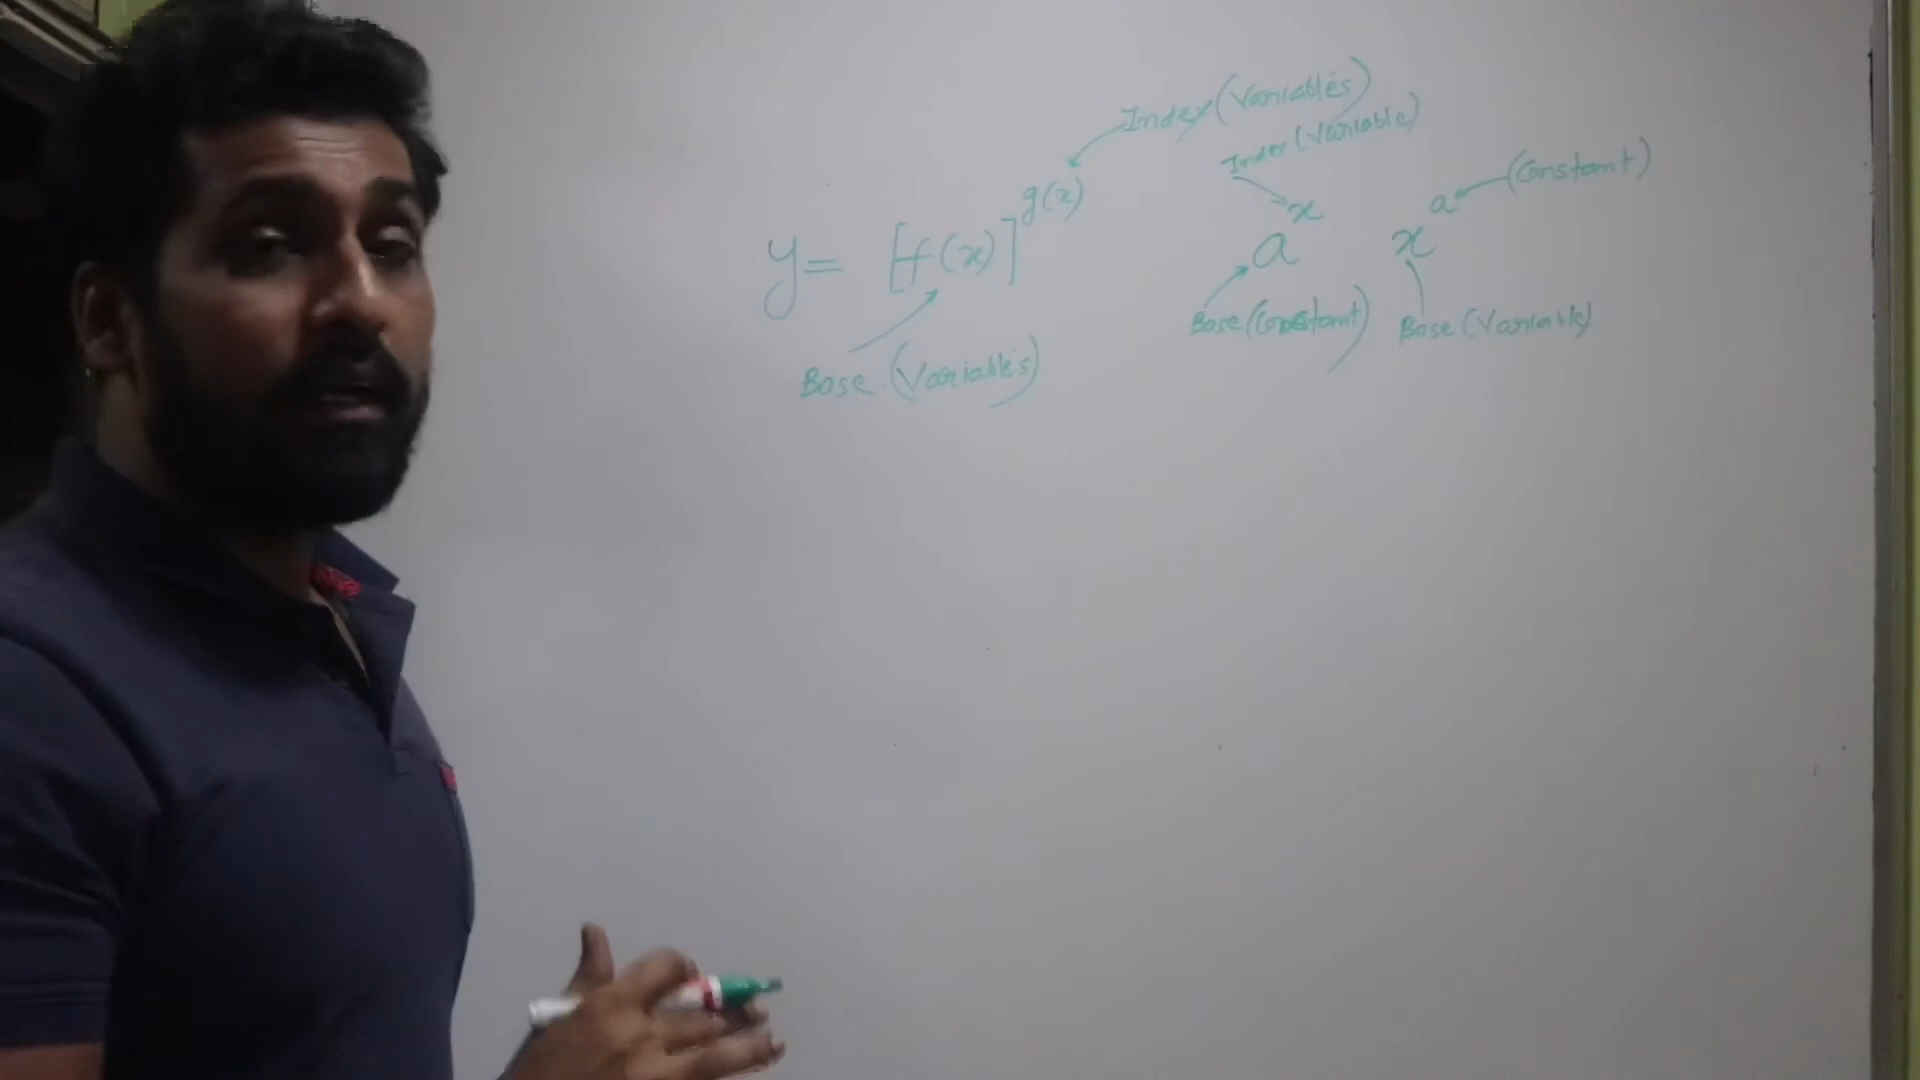 Index (Variables)
Index (Variable)
(Constant)
y = [f(x)]^g(x)
a^x
x^a
Base (Constant)
Base (Variable)
Base (Variables)